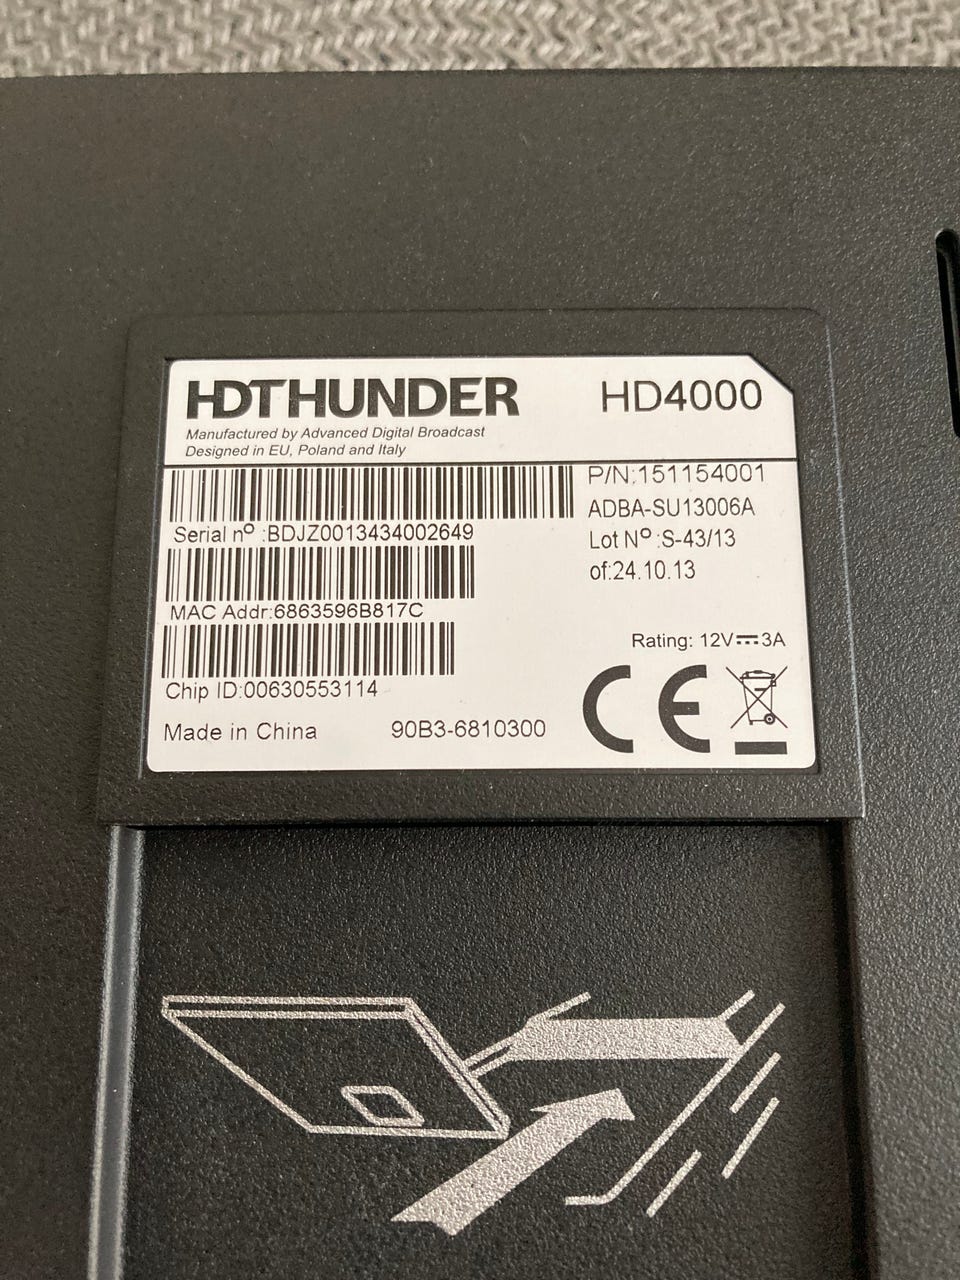 HDTHUNDER HD4000
Manufactured by Advanced Digital Broadcast
Designed in EU, Poland and Italy
P/N:151154001
ADBA-SU13006A
Serial nº :BDJZ0013434002649
Lot Nº :S-43/13
of:24.10.13
MAC Addr:6863596B817C
Rating: 12V⎓3A
Chip ID:00630553114
Made in China 90B3-6810300
CE